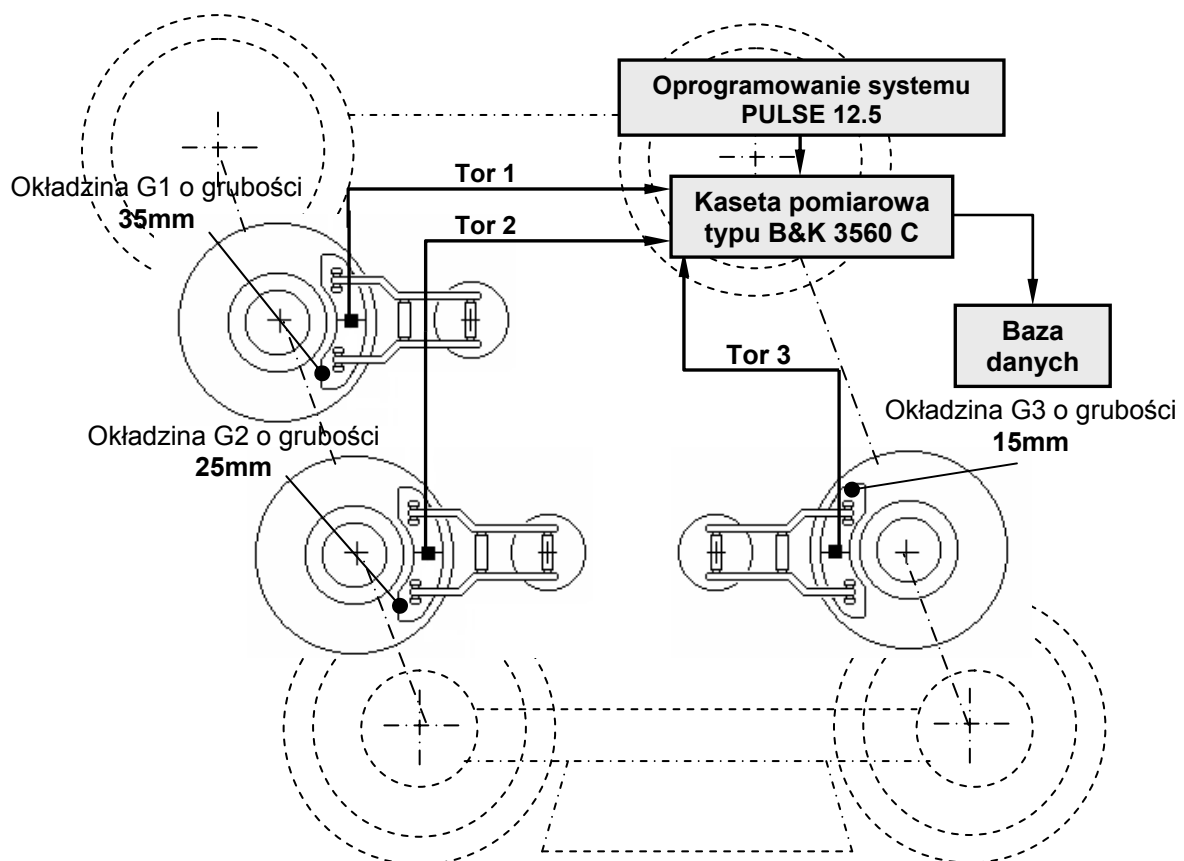 Oprogramowanie systemu
PULSE 12.5
Tor 1
Okładzina G1 o grubości
35mm
Kaseta pomiarowa
typu B&K 3560 C
Tor 2
Baza
danych
Tor 3
Okładzina G3 o grubości
15mm
Okładzina G2 o grubości
25mm